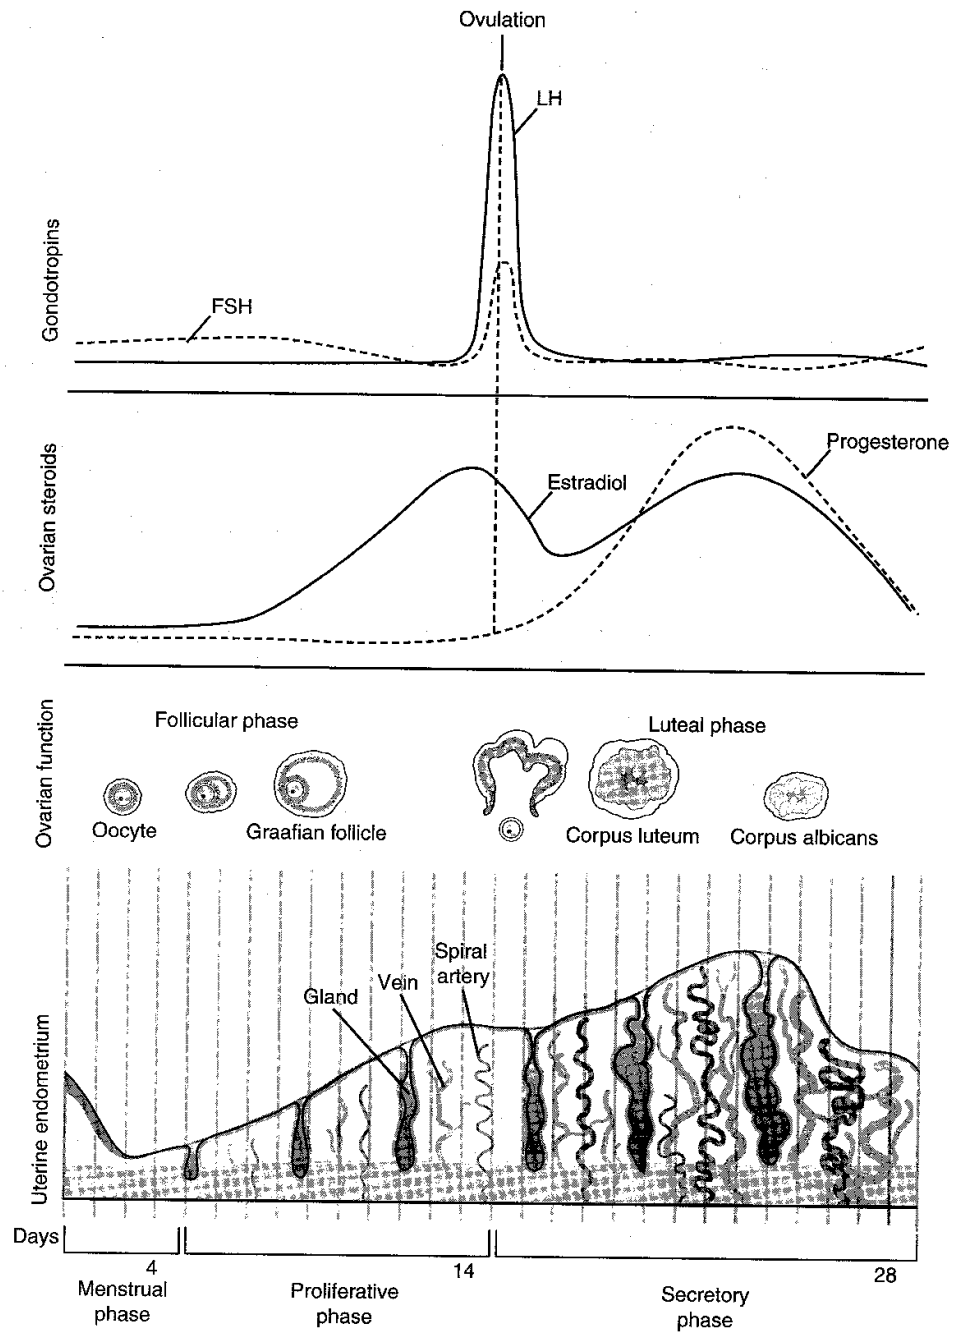 Ovulation
LH
Gondotropins
FSH
Ovarian steroids
Progesterone
Estradiol
Ovarian function
Follicular phase
Luteal phase
Oocyte
Graafian follicle
Corpus luteum
Corpus albicans
Uterine endometrium
Spiral
artery
Vein
Gland
Days
4
14
28
Menstrual
phase
Proliferative
phase
Secretory
phase